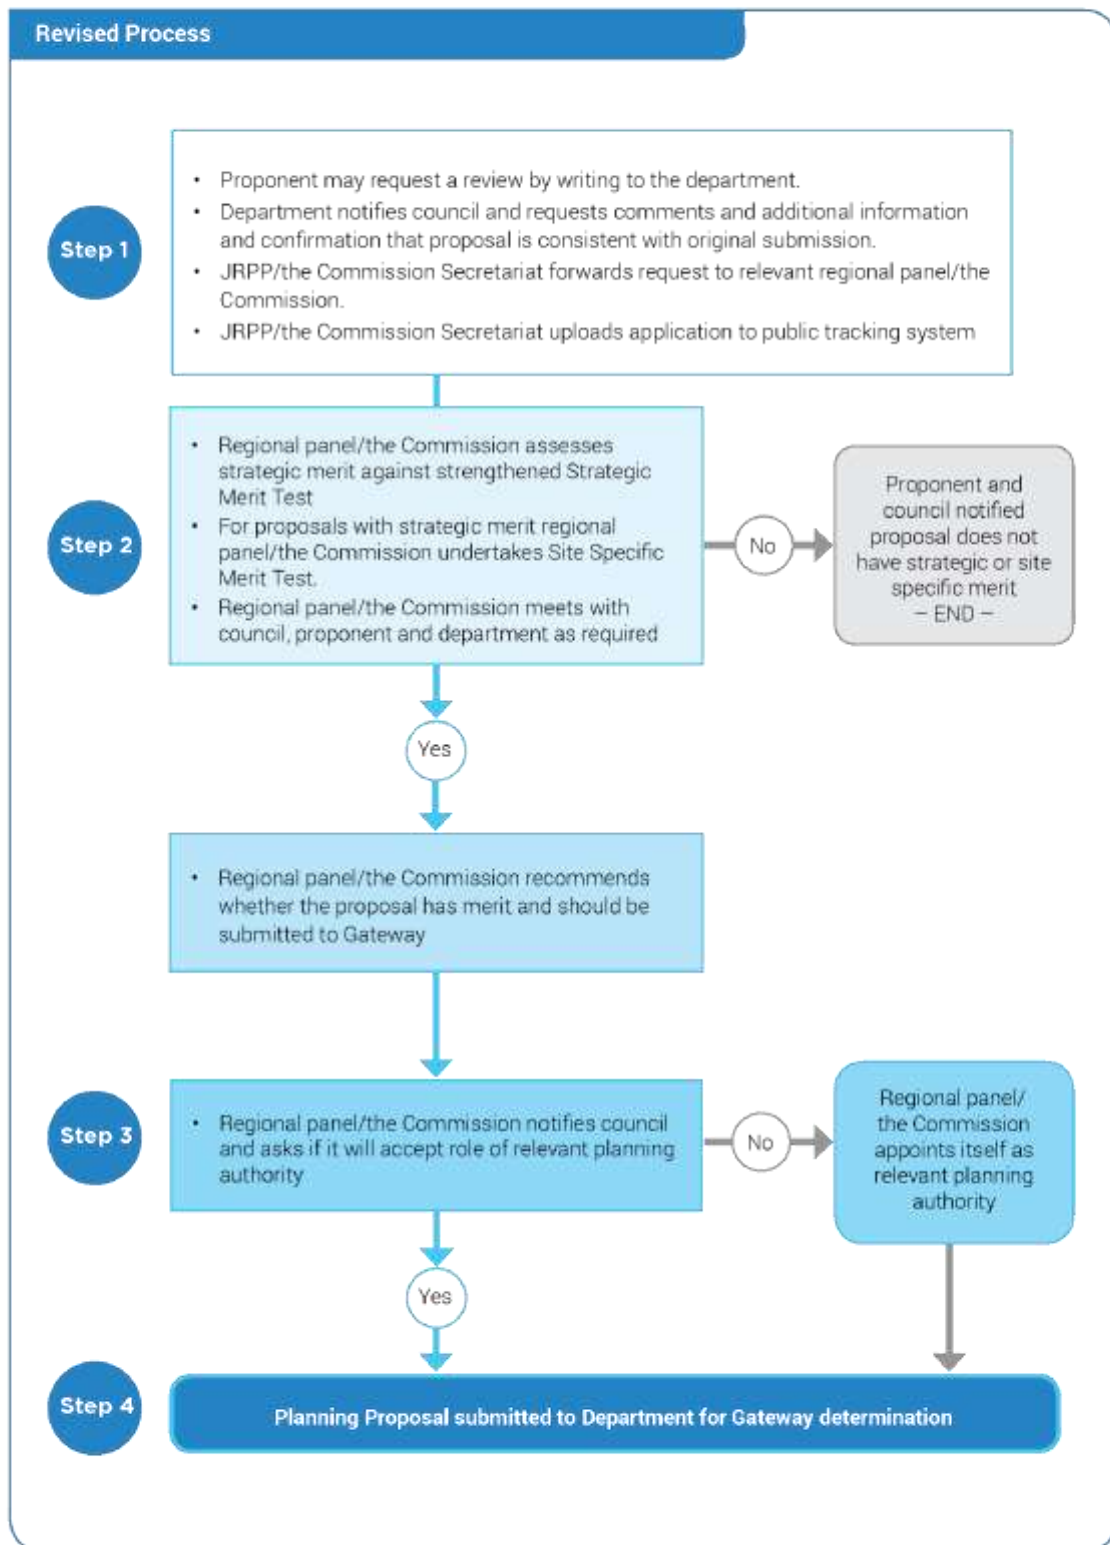 Revised Process
Step 1
• Proponent may request a review by writing to the department.
• Department notifies council and requests comments and additional information
and confirmation that proposal is consistent with original submission.
• JRPP/the Commission Secretariat forwards request to relevant regional panel/the
Commission.
• JRPP/the Commission Secretariat uploads application to public tracking system
Step 2
• Regional panel/the Commission assesses
strategic merit against strengthened Strategic
Merit Test
• For proposals with strategic merit regional
panel/the Commission undertakes Site Specific
Merit Test.
• Regional panel/the Commission meets with
council, proponent and department as required
No
Proponent and
council notified
proposal does not
have strategic or site
specific merit
– END –
Yes
• Regional panel/the Commission recommends
whether the proposal has merit and should be
submitted to Gateway
Step 3
• Regional panel/the Commission notifies council
and asks if it will accept role of relevant planning
authority
No
Regional panel/
the Commission
appoints itself as
relevant planning
authority
Yes
Step 4
Planning Proposal submitted to Department for Gateway determination